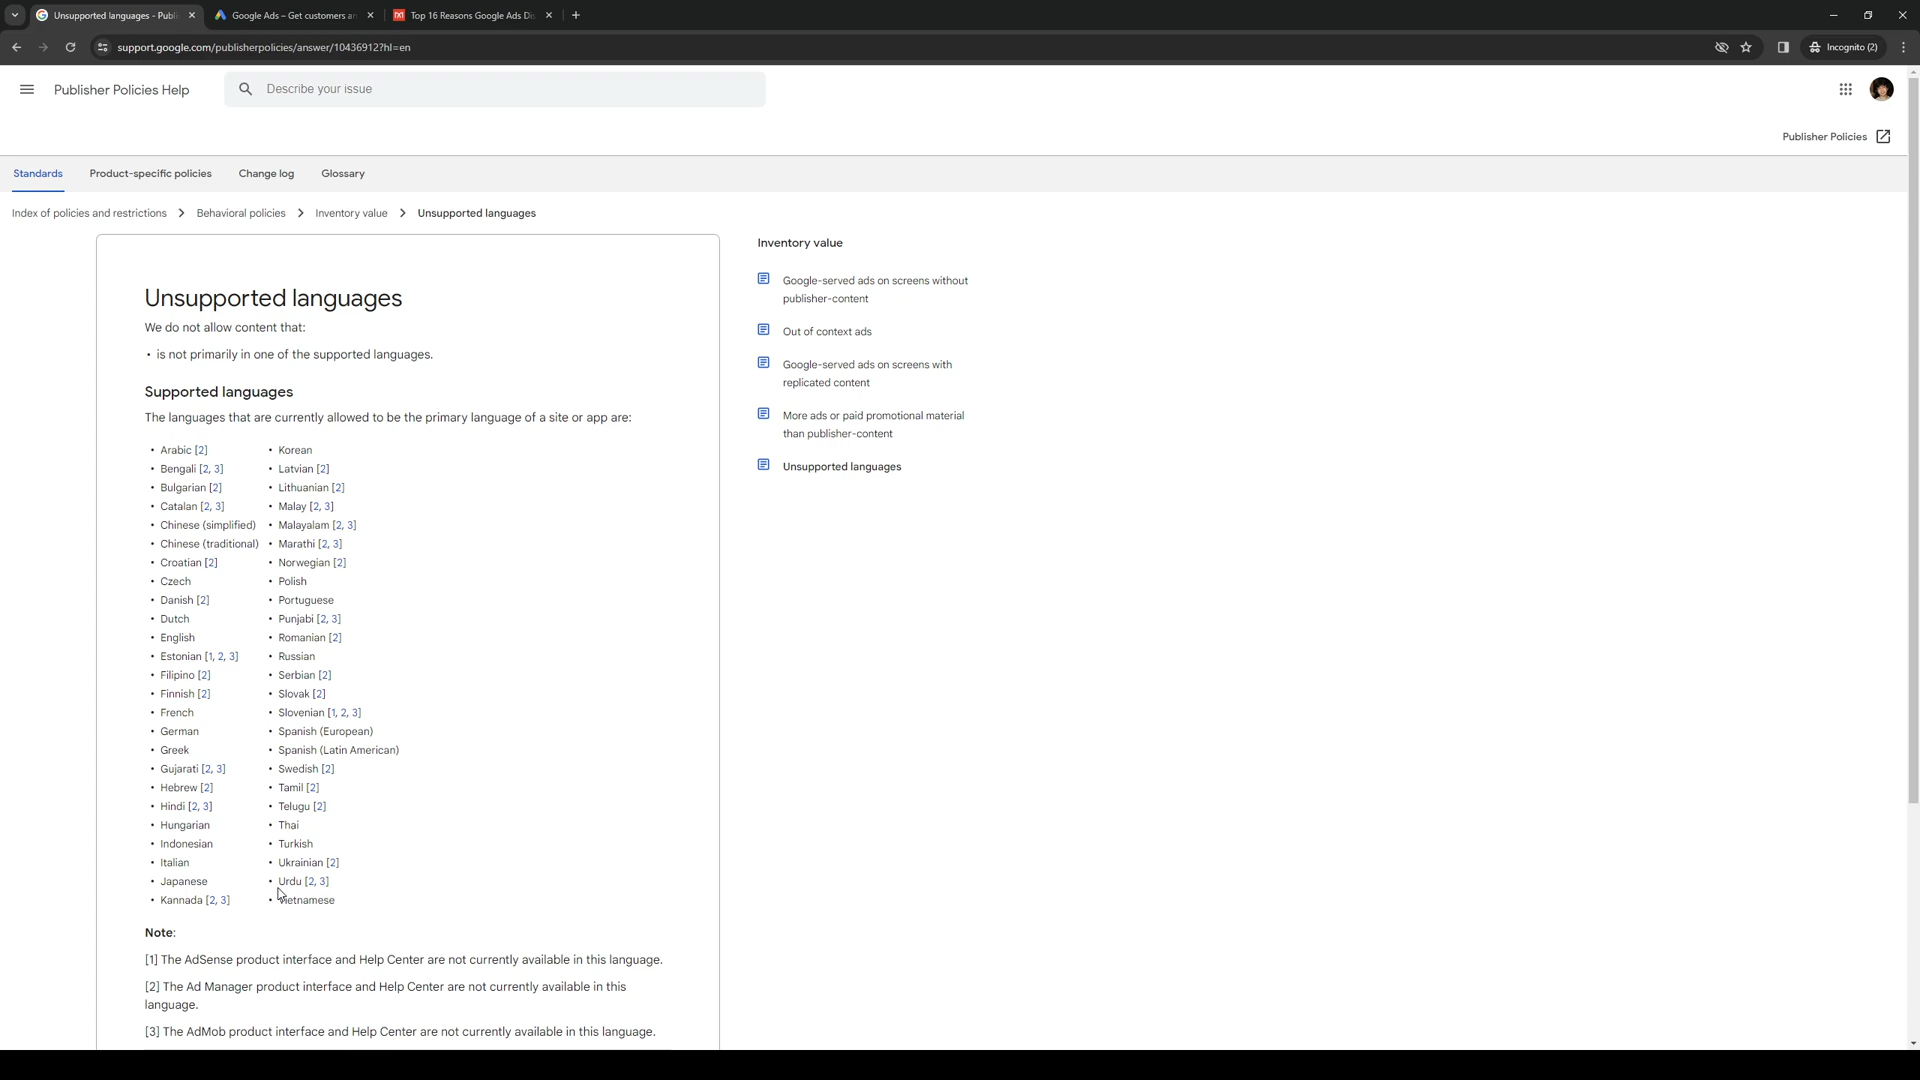 Unsupported languages - Publi
Google Ads – Get customers an
Top 16 Reasons Google Ads Di
support.google.com/publisherpolicies/answer/10436912?hl=en
Incognito (2)
Publisher Policies Help
Describe your issue
Publisher Policies
Standards
Product-specific policies
Change log
Glossary
Index of policies and restrictions
Behavioral policies
Inventory value
Unsupported languages
Unsupported languages
We do not allow content that:
• is not primarily in one of the supported languages.
Supported languages
The languages that are currently allowed to be the primary language of a site or app are:
• Arabic [2]
• Bengali [2, 3]
• Bulgarian [2]
• Catalan [2, 3]
• Chinese (simplified)
• Chinese (traditional)
• Croatian [2]
• Czech
• Danish [2]
• Dutch
• English
• Estonian [1, 2, 3]
• Filipino [2]
• Finnish [2]
• French
• German
• Greek
• Gujarati [2, 3]
• Hebrew [2]
• Hindi [2, 3]
• Hungarian
• Indonesian
• Italian
• Japanese
• Kannada [2, 3]
• Korean
• Latvian [2]
• Lithuanian [2]
• Malay [2, 3]
• Malayalam [2, 3]
• Marathi [2, 3]
• Norwegian [2]
• Polish
• Portuguese
• Punjabi [2, 3]
• Romanian [2]
• Russian
• Serbian [2]
• Slovak [2]
• Slovenian [1, 2, 3]
• Spanish (European)
• Spanish (Latin American)
• Swedish [2]
• Tamil [2]
• Telugu [2]
• Thai
• Turkish
• Ukrainian [2]
• Urdu [2, 3]
• Vietnamese
Note:
[1] The AdSense product interface and Help Center are not currently available in this language.
[2] The Ad Manager product interface and Help Center are not currently available in this
language.
[3] The AdMob product interface and Help Center are not currently available in this language.
Inventory value
Google-served ads on screens without
publisher-content
Out of context ads
Google-served ads on screens with
replicated content
More ads or paid promotional material
than publisher-content
Unsupported languages